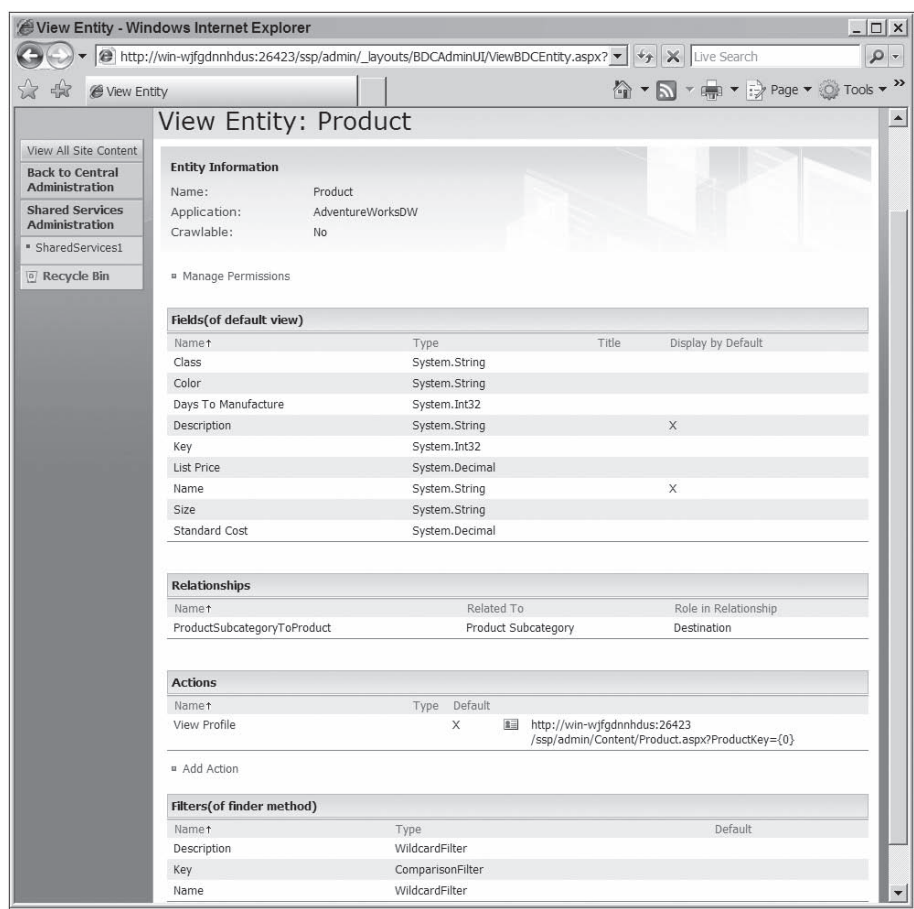 View Entity - Windows Internet Explorer
http://win-wjfgdnnhdus:26423/ssp/admin/_layouts/BDCAdminUI/ViewBDCEntity.aspx?
Live Search
View Entity
Page
Tools
View Entity: Product
View All Site Content
Back to Central
Administration
Shared Services
Administration
SharedServices1
Recycle Bin
Entity Information
Name: Product
Application: AdventureWorksDW
Crawlable: No
Manage Permissions
Fields(of default view)
Name↑ Type Title Display by Default
Class System.String
Color System.String
Days To Manufacture System.Int32
Description System.String X
Key System.Int32
List Price System.Decimal
Name System.String X
Size System.String
Standard Cost System.Decimal
Relationships
Name↑ Related To Role in Relationship
ProductSubcategoryToProduct Product Subcategory Destination
Actions
Name↑ Type Default
View Profile X http://win-wjfgdnnhdus:26423
/ssp/admin/Content/Product.aspx?ProductKey={0}
Add Action
Filters(of finder method)
Name↑ Type Default
Description WildcardFilter
Key ComparisonFilter
Name WildcardFilter